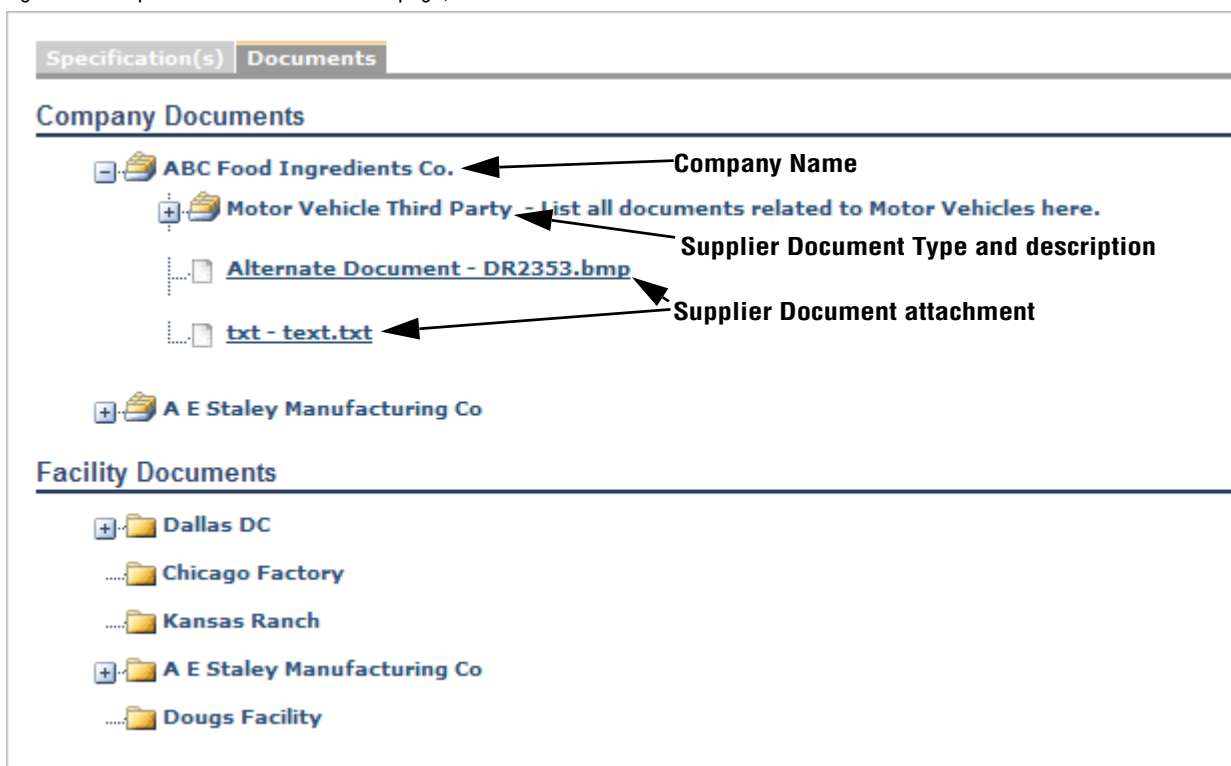 Specification(s) Documents
Company Documents
ABC Food Ingredients Co. Company Name
Motor Vehicle Third Party - List all documents related to Motor Vehicles here.
Supplier Document Type and description
Alternate Document - DR2353.bmp
Supplier Document attachment
txt - text.txt
A E Staley Manufacturing Co
Facility Documents
Dallas DC
Chicago Factory
Kansas Ranch
A E Staley Manufacturing Co
Dougs Facility